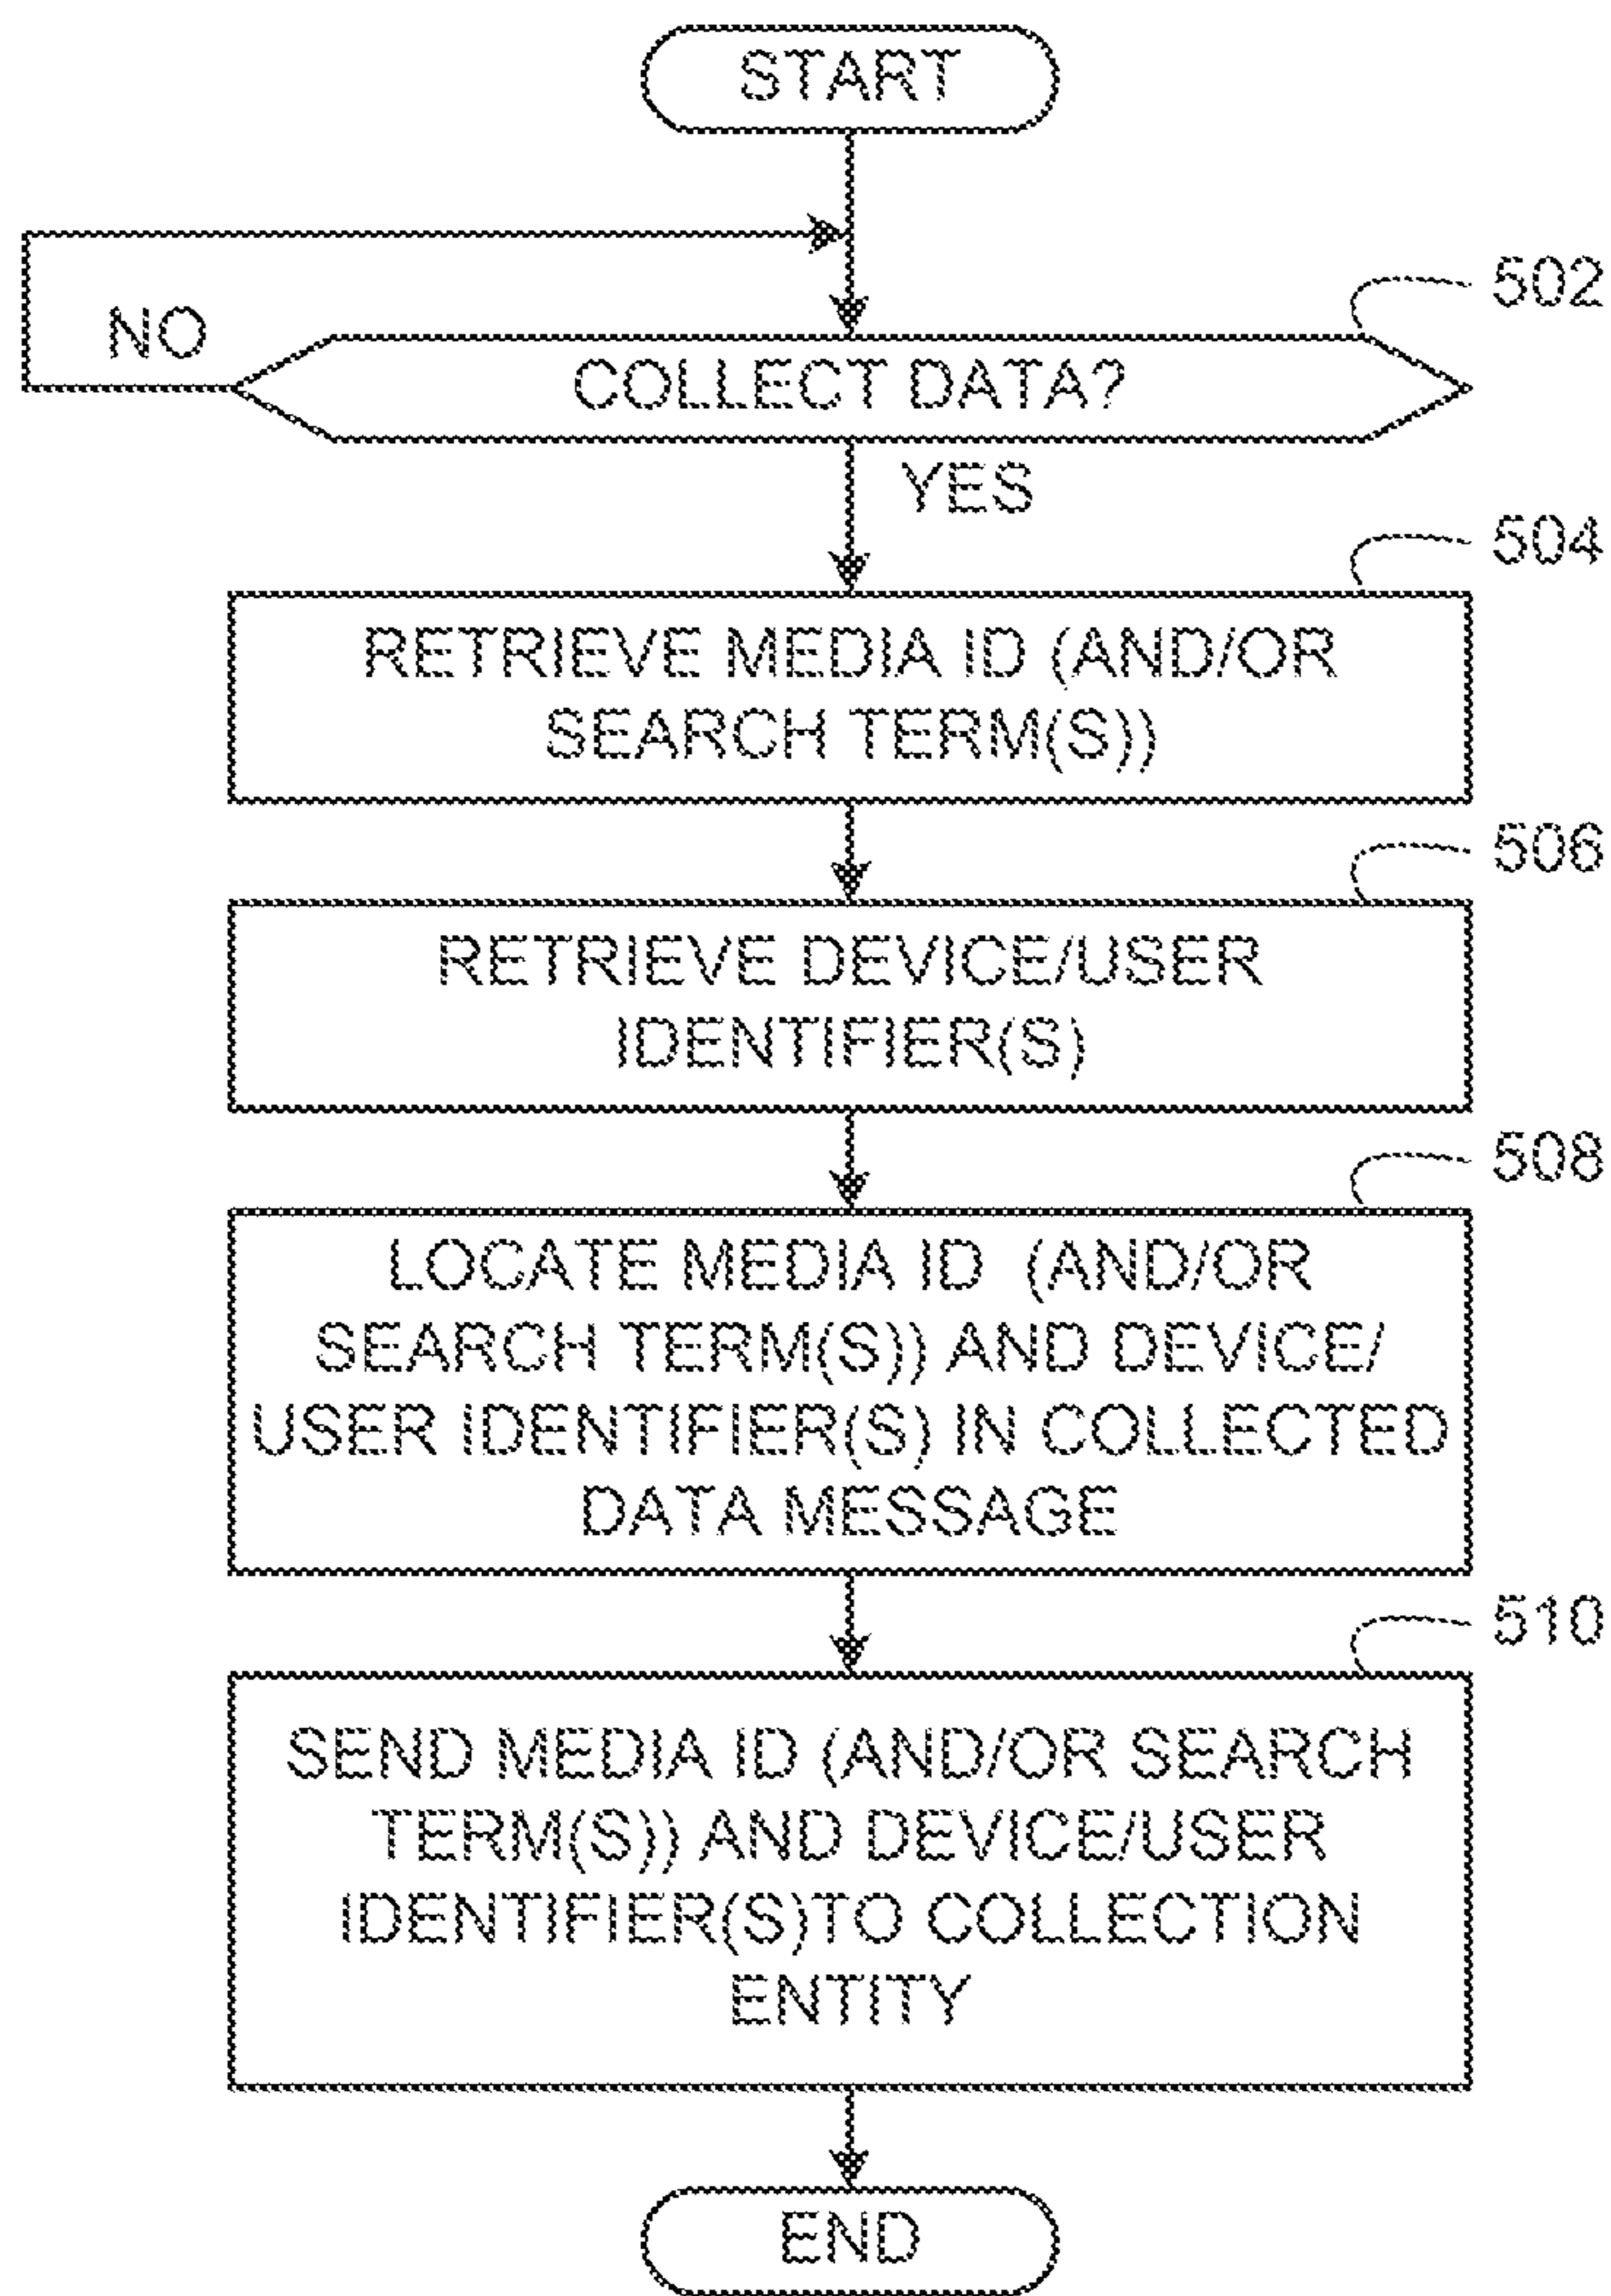 START
502
NO
COLLECT DATA?
YES
504
RETRIEVE MEDIA ID (AND/OR
SEARCH TERM(S))
506
RETRIEVE DEVICE/USER
IDENTIFIER(S)
508
LOCATE MEDIA ID (AND/OR
SEARCH TERM(S)) AND DEVICE/
USER IDENTIFIER(S) IN COLLECTED
DATA MESSAGE
510
SEND MEDIA ID (AND/OR SEARCH
TERM(S)) AND DEVICE/USER
IDENTIFIER(S)TO COLLECTION
ENTITY
END